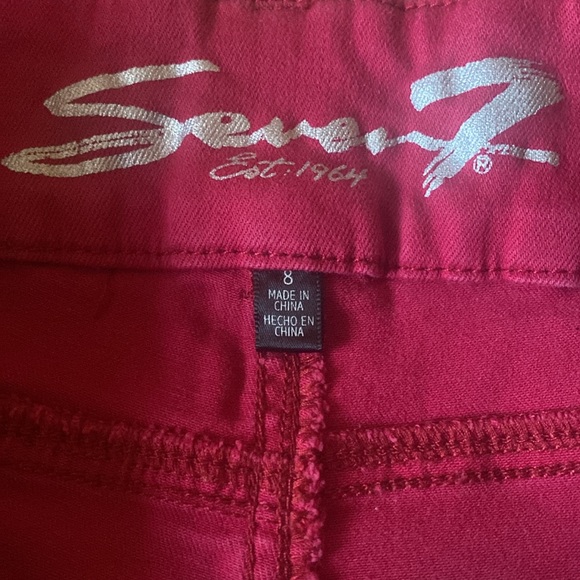 Seven7®
Est: 1964
8
MADE IN
CHINA
HECHO EN
CHINA